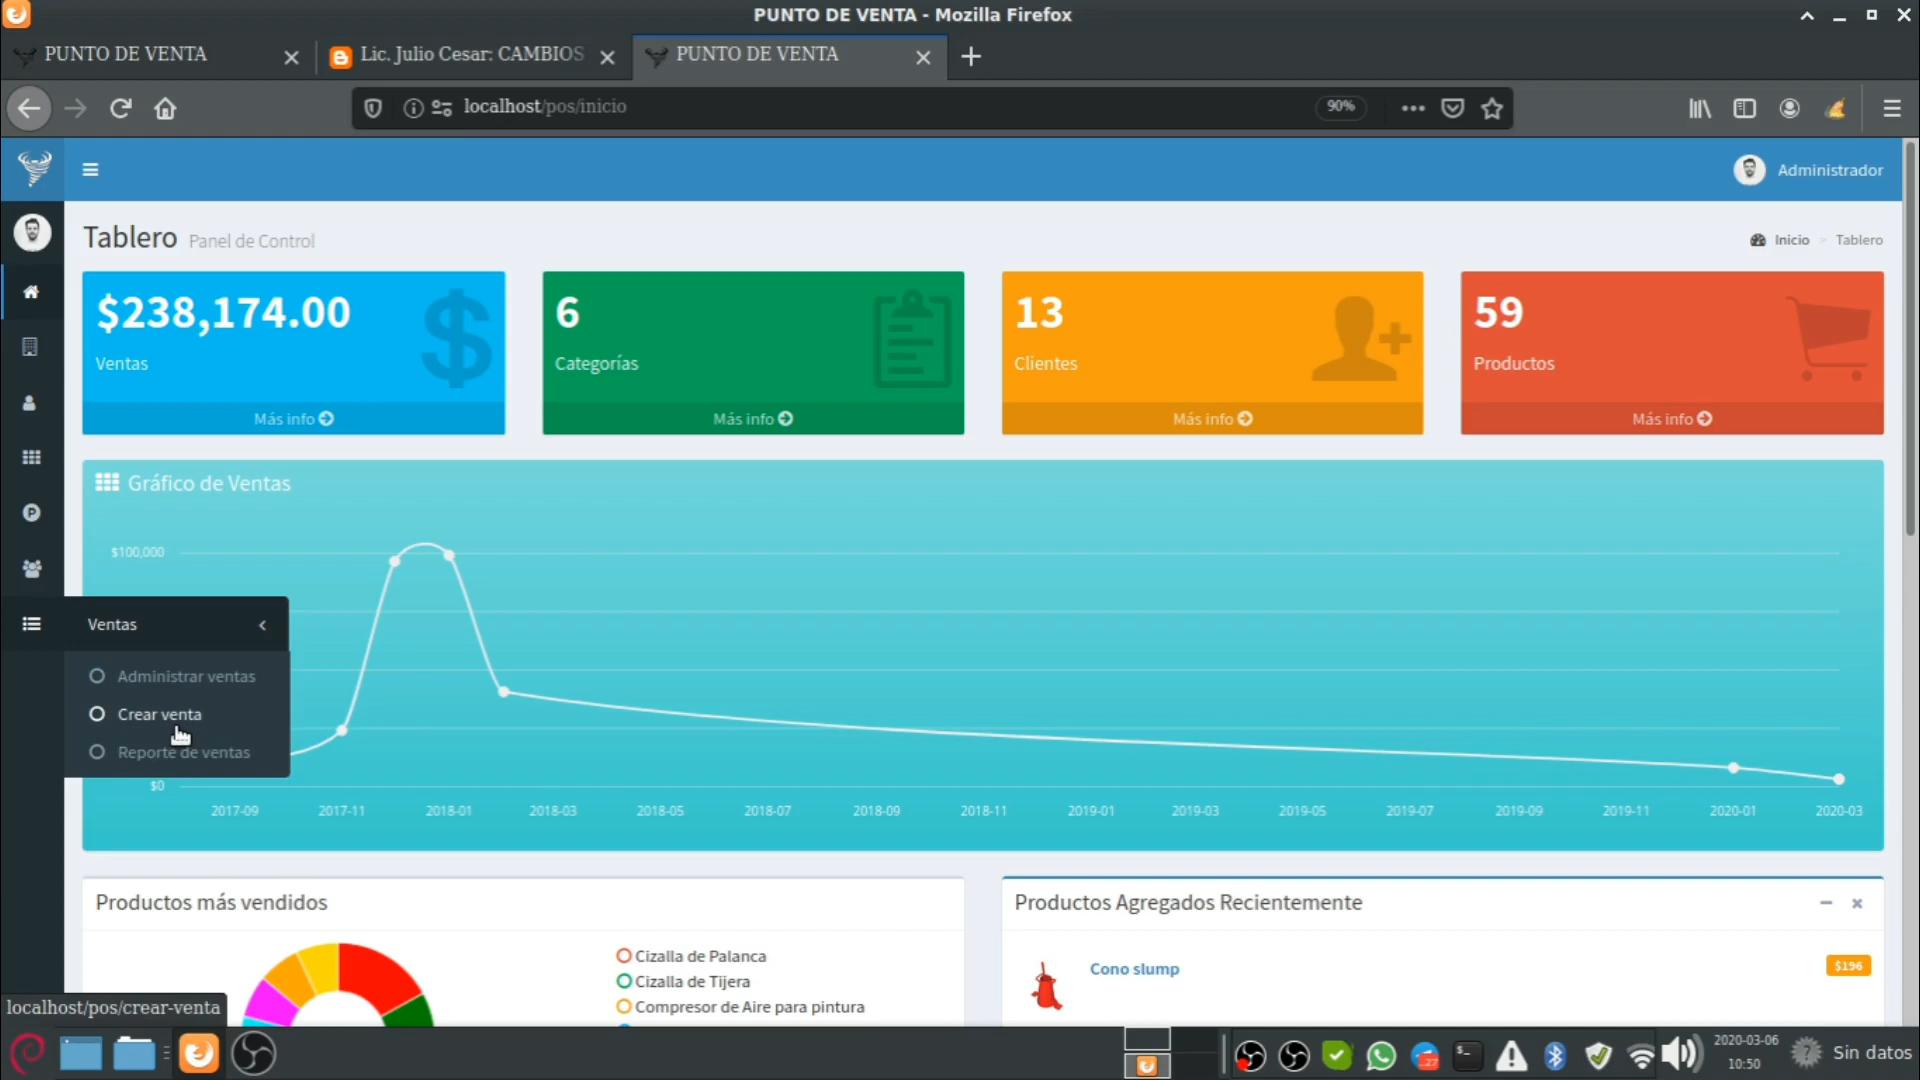 PUNTO DE VENTA - Mozilla Firefox
PUNTO DE VENTA
Lic. Julio Cesar: CAMBIOS
PUNTO DE VENTA
localhost/pos/inicio
90%
Administrador
Tablero Panel de Control
Inicio > Tablero
$238,174.00
Ventas
Más info
6
Categorías
Más info
13
Clientes
Más info
59
Productos
Más info
Gráfico de Ventas
$100,000
$0
2017-09 2017-11 2018-01 2018-03 2018-05 2018-07 2018-09 2018-11 2019-01 2019-03 2019-05 2019-07 2019-09 2019-11 2020-01 2020-03
Ventas
Administrar ventas
Crear venta
Reporte de ventas
Productos más vendidos
Cizalla de Palanca
Cizalla de Tijera
Compresor de Aire para pintura
Productos Agregados Recientemente
Cono slump
$196
localhost/pos/crear-venta
27
2020-03-06
10:50
Sin datos